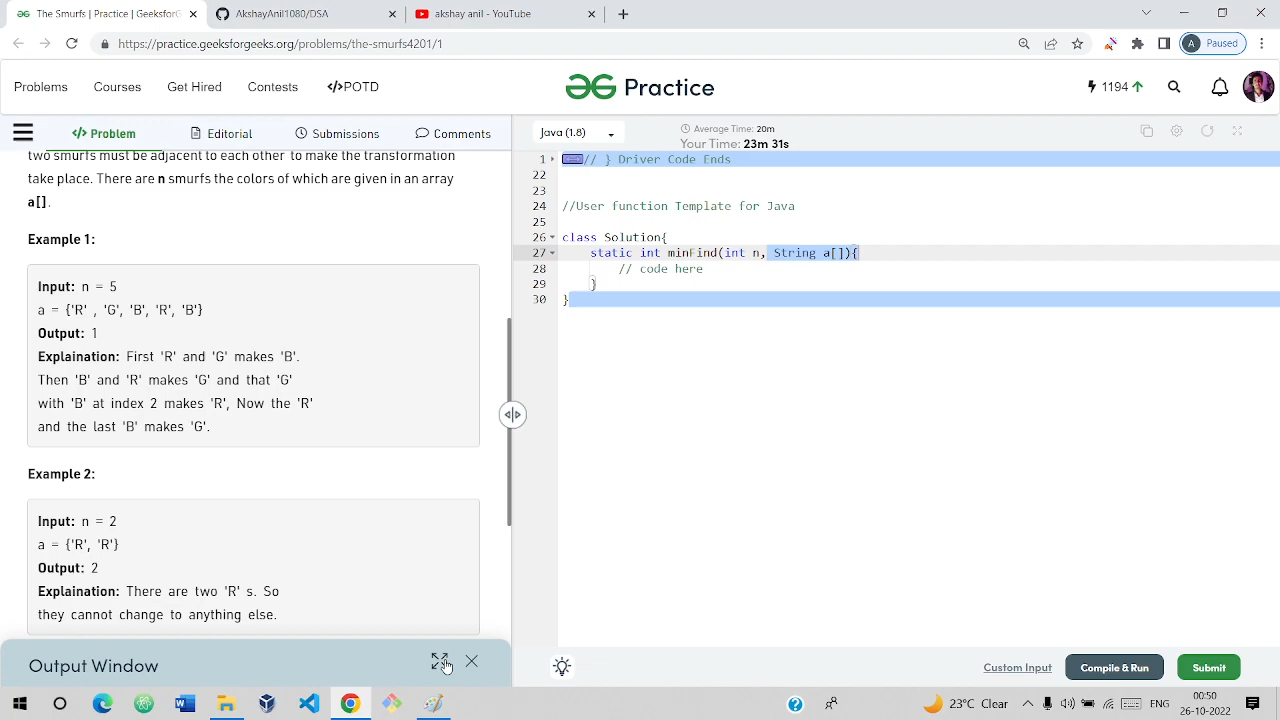 The Smurfs | Practice | GeeksforG
AkshayAnil1080/DSA
akshay anil - YouTube
https://practice.geeksforgeeks.org/problems/the-smurfs4201/1
A
Paused
Problems
Courses
Get Hired
Contests
</>POTD
Practice
1194
</> Problem
Editorial
Submissions
Comments
Java (1.8)
Average Time: 20m
Your Time: 23m 31s
two smurfs must be adjacent to each other to make the transformation
take place. There are n smurfs the colors of which are given in an array
a[].
Example 1:
Input: n = 5
a = {'R' , 'G', 'B', 'R', 'B'}
Output: 1
Explaination: First 'R' and 'G' makes 'B'.
Then 'B' and 'R' makes 'G' and that 'G'
with 'B' at index 2 makes 'R', Now the 'R'
and the last 'B' makes 'G'.
Example 2:
Input: n = 2
a = {'R', 'R'}
Output: 2
Explaination: There are two 'R' s. So
they cannot change to anything else.
Output Window
1 // } Driver Code Ends
22
23
24 //User function Template for Java
25
26 class Solution{
27 static int minFind(int n, String a[]){
28 // code here
29 }
30 }
Custom Input
Compile & Run
Submit
23°C Clear
ENG
00:50
26-10-2022